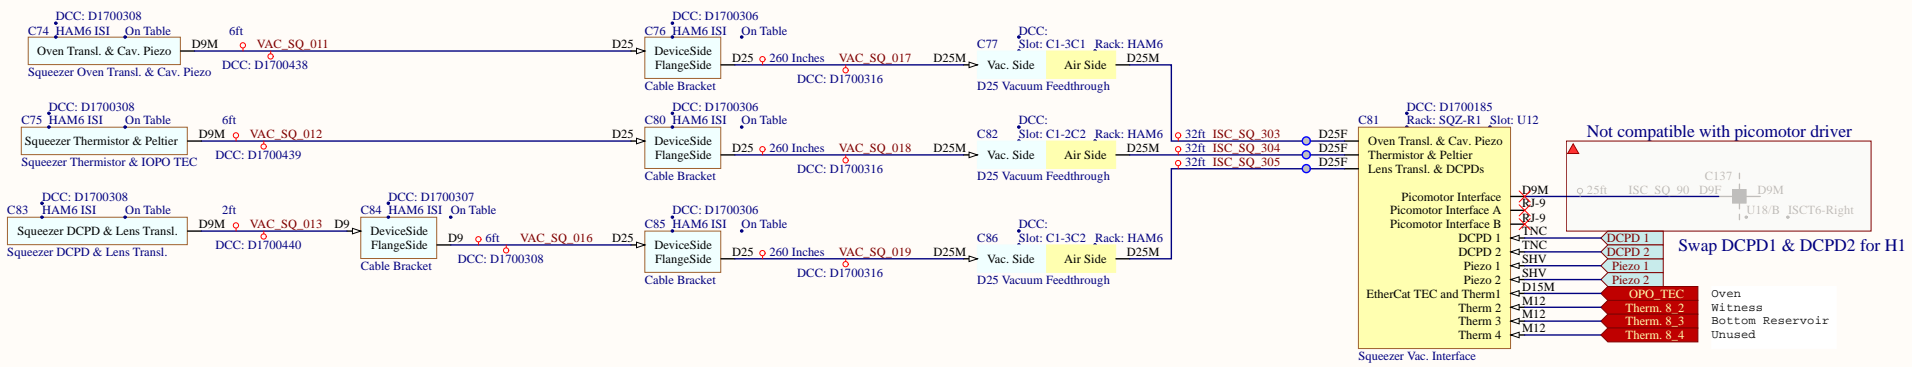 DCC: D1700308
C74 HAM6 ISI On Table
Oven Transl. & Cav. Piezo
Squeezer Oven Transl. & Cav. Piezo
D9M 6ft VAC_SQ_011 D25
DCC: D1700438
DCC: D1700306
C76 HAM6 ISI On Table
DeviceSide
FlangeSide
Cable Bracket
D25 260 Inches VAC_SQ_017 D25M
DCC: D1700316
DCC:
C77 Slot: C1-3C1 Rack: HAM6
Vac. Side Air Side D25M
D25 Vacuum Feedthrough
DCC: D1700308
C75 HAM6 ISI On Table
Squeezer Thermistor & Peltier
Squeezer Thermistor & IOPO TEC
D9M 6ft VAC_SQ_012 D25
DCC: D1700439
DCC: D1700306
C80 HAM6 ISI On Table
DeviceSide
FlangeSide
Cable Bracket
D25 260 Inches VAC_SQ_018 D25M
DCC: D1700316
DCC:
C82 Slot: C1-2C2 Rack: HAM6
Vac. Side Air Side D25M
D25 Vacuum Feedthrough
DCC: D1700308
C83 HAM6 ISI On Table
Squeezer DCPD & Lens Transl.
Squeezer DCPD & Lens Transl.
D9M 2ft VAC_SQ_013 D9
DCC: D1700440
DCC: D1700307
C84 HAM6 ISI On Table
DeviceSide
FlangeSide
Cable Bracket
D9 6ft VAC_SQ_016 D25
DCC: D1700308
DCC: D1700306
C85 HAM6 ISI On Table
DeviceSide
FlangeSide
Cable Bracket
D25 260 Inches VAC_SQ_019 D25M
DCC: D1700316
DCC:
C86 Slot: C1-3C2 Rack: HAM6
Vac. Side Air Side D25M
D25 Vacuum Feedthrough
32ft ISC_SQ_303 D25F
32ft ISC_SQ_304 D25F
32ft ISC_SQ_305 D25F
DCC: D1700185
C81 Rack: SQZ-R1 Slot: U12
Oven Transl. & Cav. Piezo
Thermistor & Peltier
Lens Transl. & DCPDs
Picomotor Interface D9M
Picomotor Interface A RJ-9
Picomotor Interface B RJ-9
DCPD 1 TNC DCPD 1
DCPD 2 TNC DCPD 2
Piezo 1 SHV Piezo 1
Piezo 2 SHV Piezo 2
EtherCat TEC and Therm1 D15M OPO_TEC Oven
Therm 2 M12 Therm. 8_2 Witness
Therm 3 M12 Therm. 8_3 Bottom Reservoir
Therm 4 M12 Therm. 8_4 Unused
Squeezer Vac. Interface
Not compatible with picomotor driver
C137
25ft ISC_SQ_90 D9F D9M
U18/B ISCT6-Right
Swap DCPD1 & DCPD2 for H1